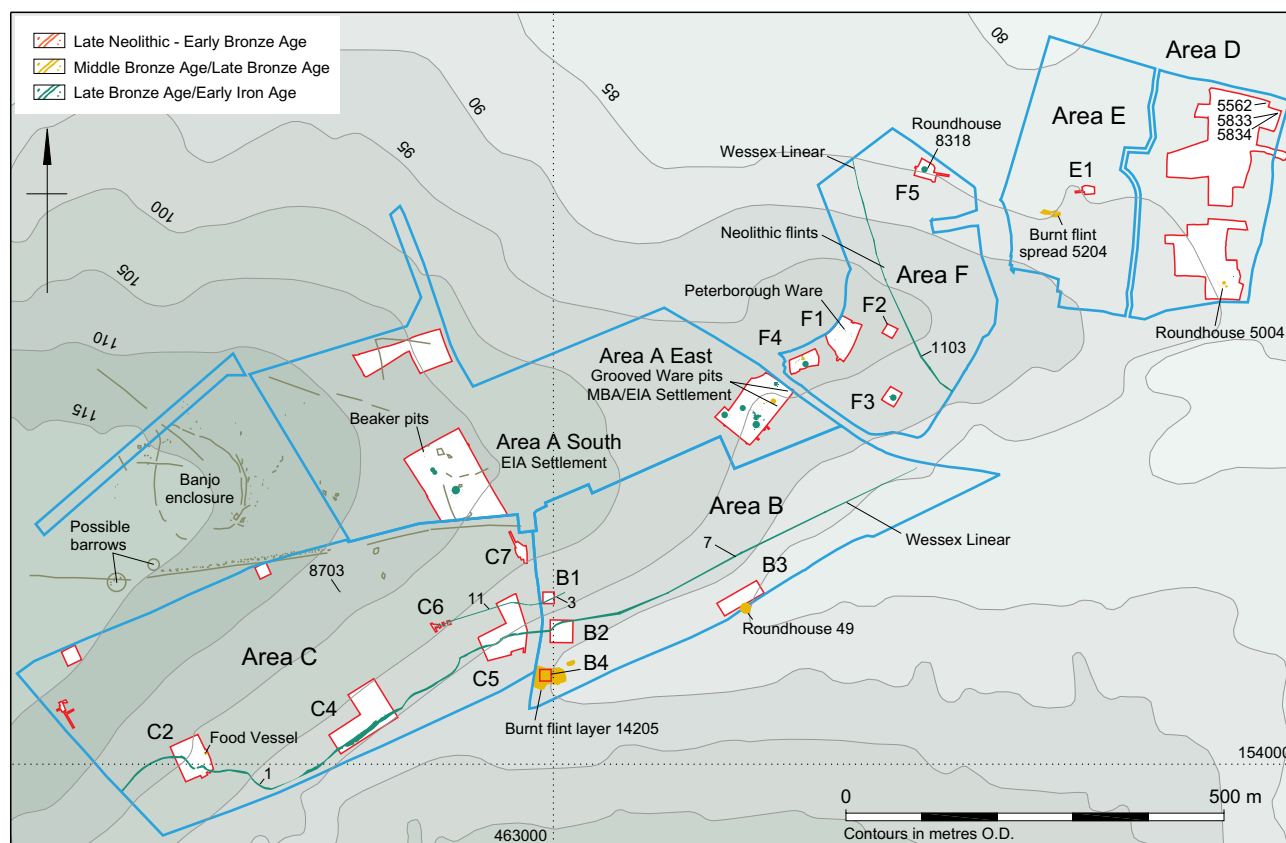 Late Neolithic - Early Bronze Age
Middle Bronze Age/Late Bronze Age
Late Bronze Age/Early Iron Age
80
85
90
95
100
105
110
115
Area D
Area E
5562
5833
5834
Roundhouse
8318
Wessex Linear
F5
E1
Burnt flint
spread 5204
Neolithic flints
Area F
Peterborough Ware
F1
F2
F4
Roundhouse 5004
1103
Area A East
Grooved Ware pits
MBA/EIA Settlement
F3
Beaker pits
Area A South
EIA Settlement
Banjo
enclosure
Area B
Possible
barrows
Wessex Linear
7
C7
8703
B1
B3
11
3
C6
Roundhouse 49
B2
Area C
C5
B4
C4
Burnt flint layer 14205
C2
Food Vessel
154000
1
0
500 m
463000
Contours in metres O.D.